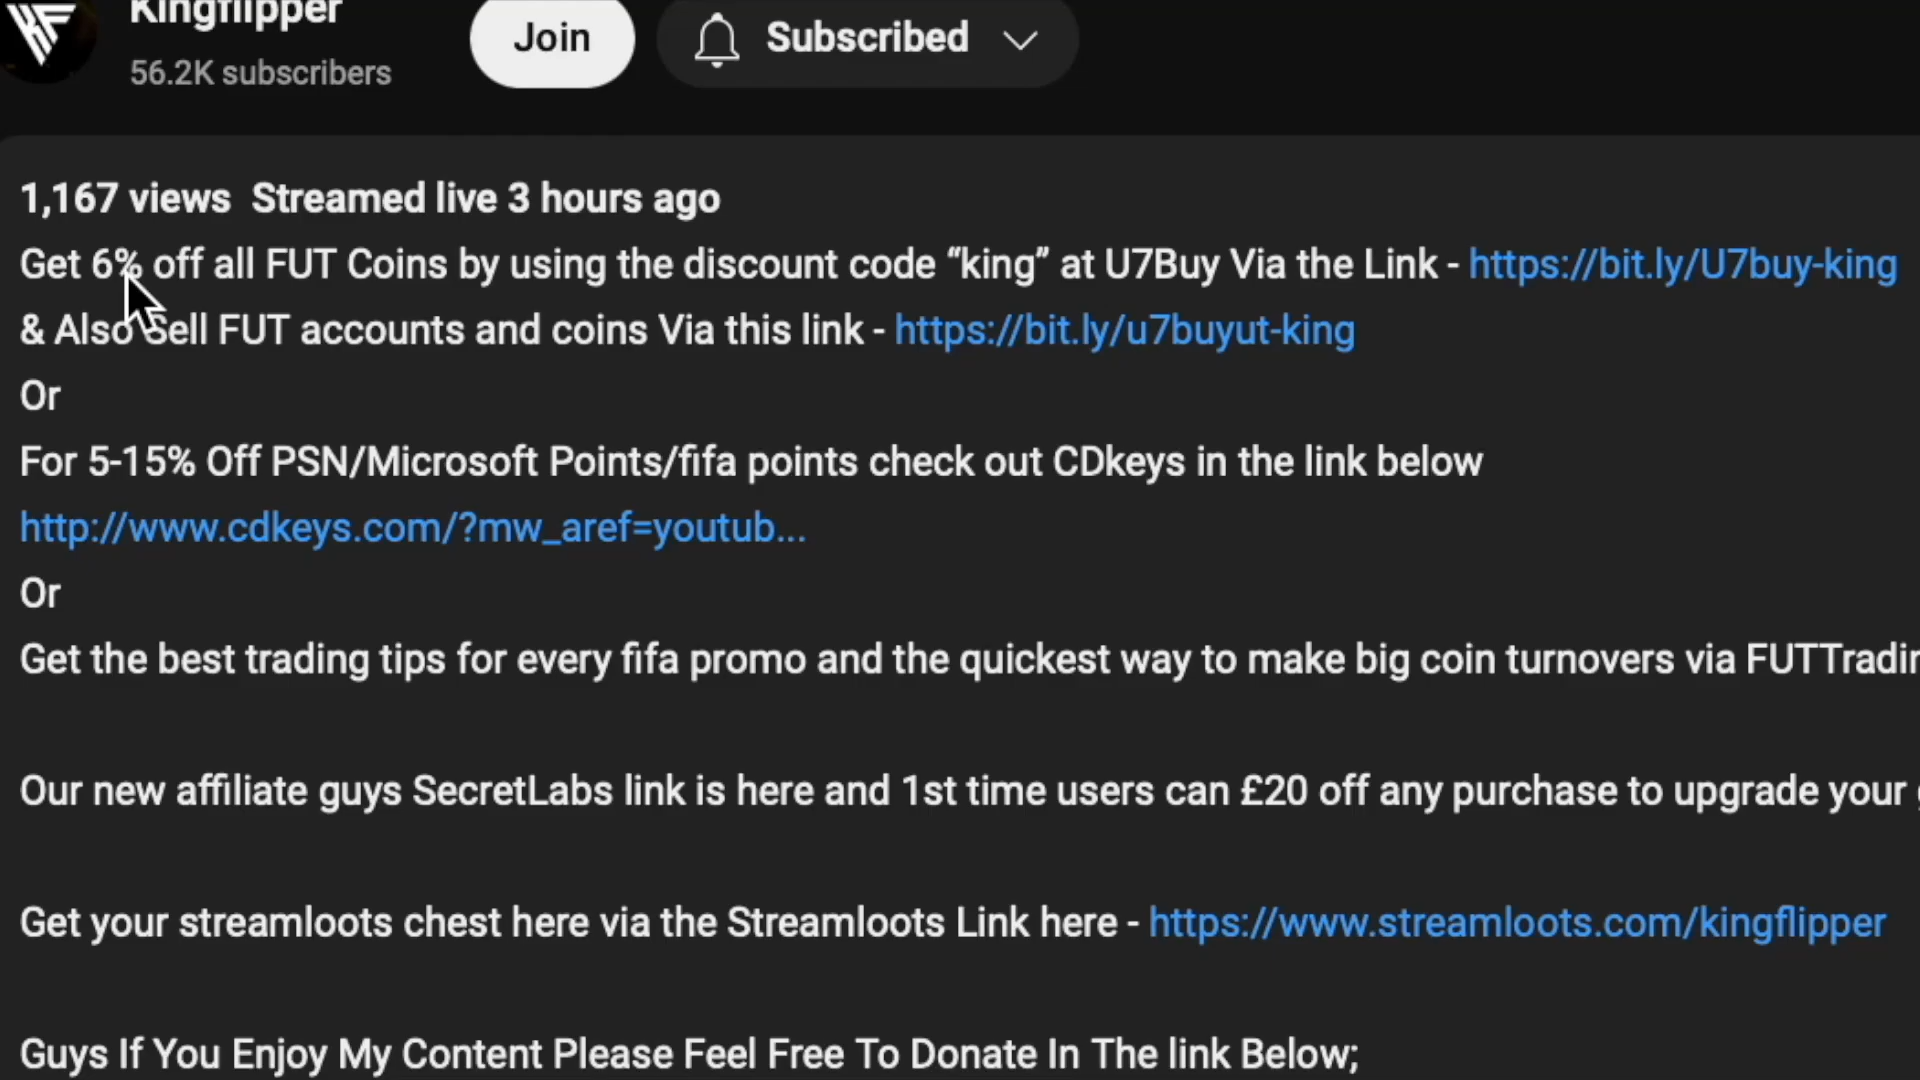 Kingflipper
56.2K subscribers
Join
Subscribed
1,167 views Streamed live 3 hours ago
Get 6% off all FUT Coins by using the discount code “king” at U7Buy Via the Link - https://bit.ly/U7buy-king
& Also Sell FUT accounts and coins Via this link - https://bit.ly/u7buyut-king
Or
For 5-15% Off PSN/Microsoft Points/fifa points check out CDkeys in the link below
http://www.cdkeys.com/?mw_aref=youtub...
Or
Get the best trading tips for every fifa promo and the quickest way to make big coin turnovers via
Our new affiliate guys SecretLabs link is here and 1st time users can £20 off any purchase to upgrade your
Get your streamloots chest here via the Streamloots Link here - https://www.streamloots.com/kingflipper
Guys If You Enjoy My Content Please Feel Free To Donate In The link Below;